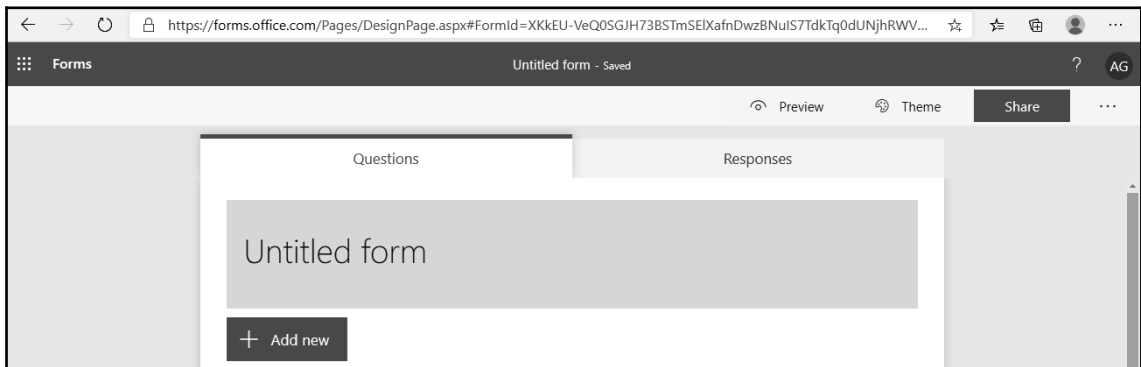 https://forms.office.com/Pages/DesignPage.aspx#FormId=XKkEU-VeQ0SGJH73BSTmSElXafnDwzBNuIS7TdkTq0dUNjhRWV...
Forms
Untitled form - Saved
? AG
Preview Theme Share ...
Questions Responses
Untitled form
+ Add new